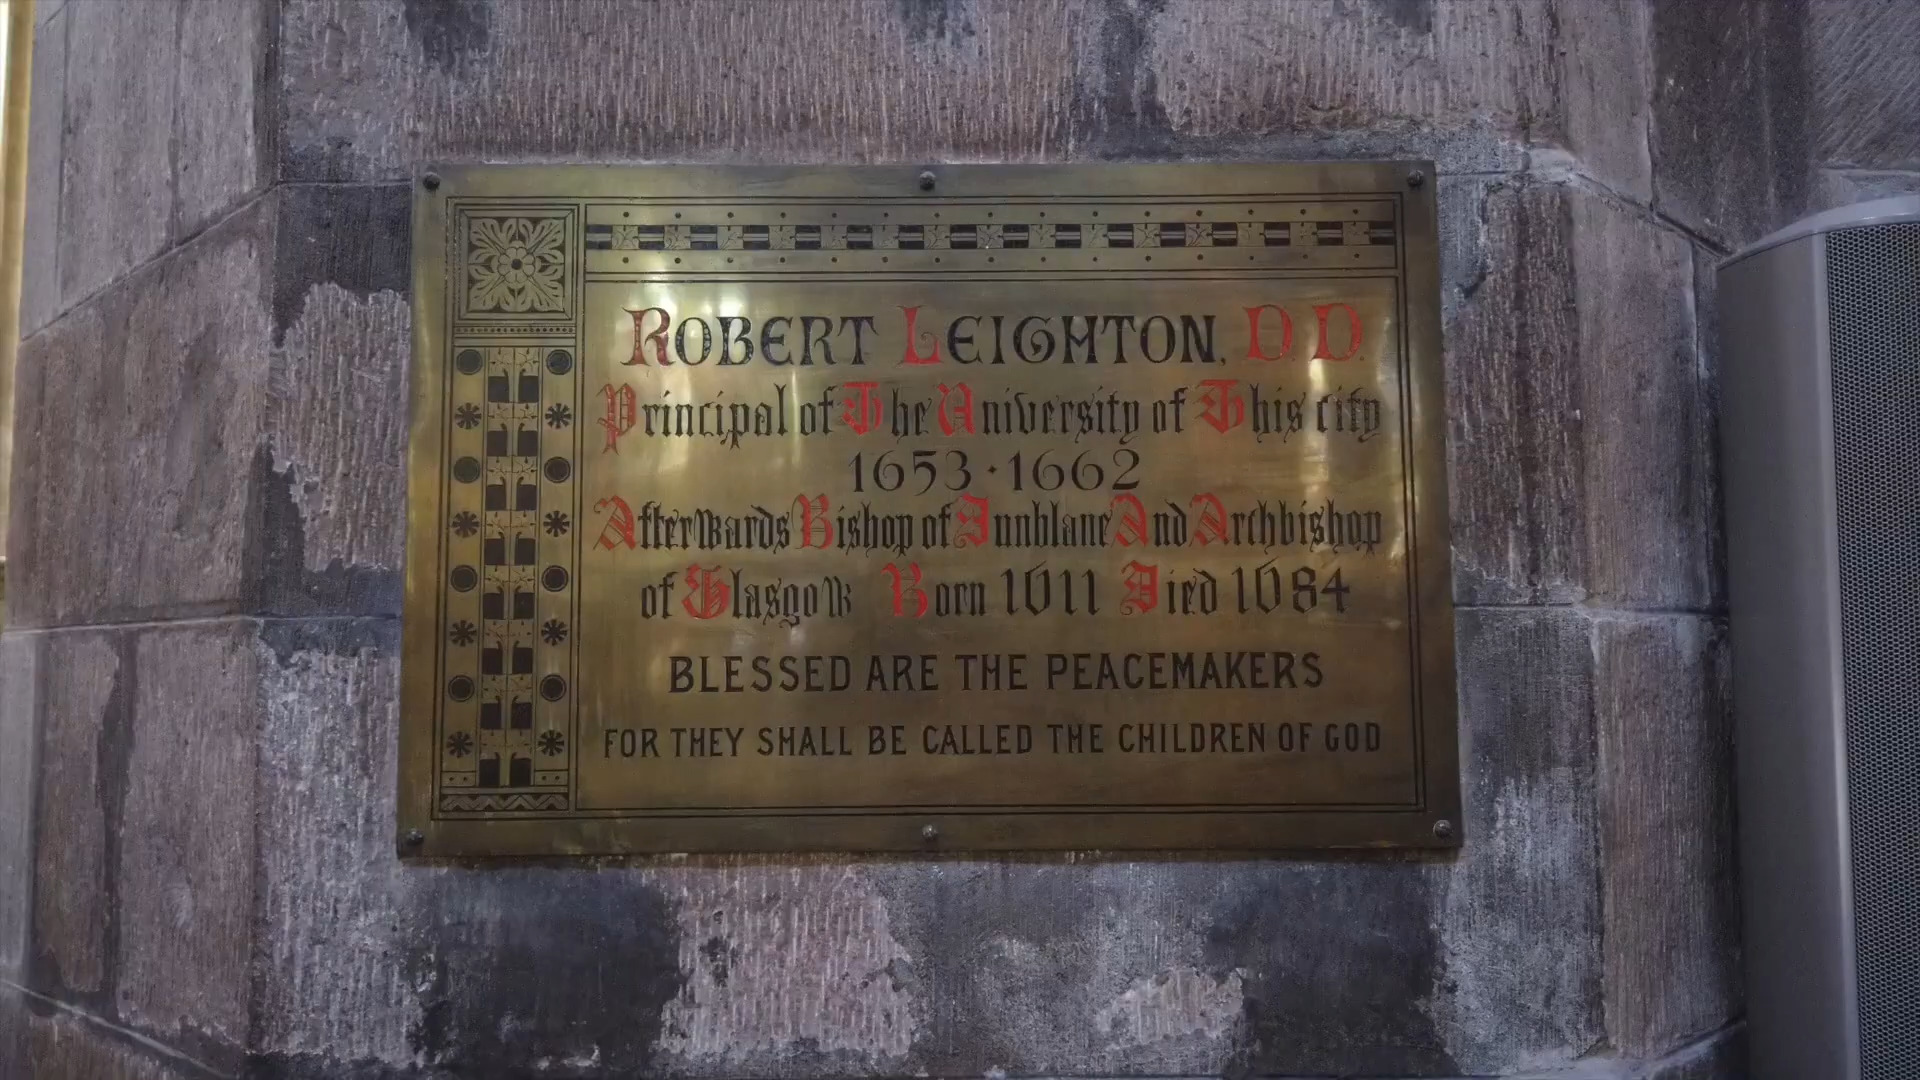 ROBERT LEIGHTON, D.D.
Principal of The University of This city
1653·1662
Afterwards Bishop of Dunblane And Archbishop
of Glasgow Born 1611 Died 1684
BLESSED ARE THE PEACEMAKERS
FOR THEY SHALL BE CALLED THE CHILDREN OF GOD